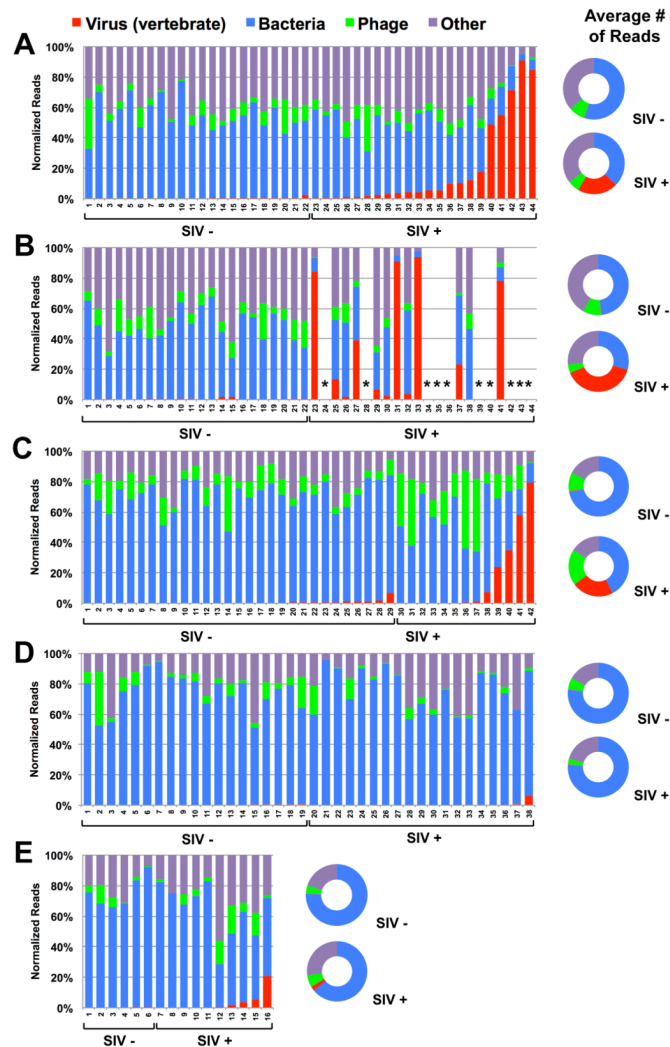 Virus (vertebrate) Bacteria Phage Other
Average #
of Reads
A
Normalized Reads
100%
80%
60%
40%
20%
0%
1 2 3 4 5 6 7 8 9 10 11 12 13 14 15 16 17 18 19 20 21 22 23 24 25 26 27 28 29 30 31 32 33 34 35 36 37 38 39 40 41 42 43 44
SIV - SIV +
SIV -
SIV +
B
Normalized Reads
100%
80%
60%
40%
20%
0%
* * * * * * * * * *
1 2 3 4 5 6 7 8 9 10 11 12 13 14 15 16 17 18 19 20 21 22 23 24 25 26 27 28 29 30 31 32 33 34 35 36 37 38 39 40 41 42 43 44
SIV - SIV +
SIV -
SIV +
C
Normalized Reads
100%
80%
60%
40%
20%
0%
1 2 3 4 5 6 7 8 9 10 11 12 13 14 15 16 17 18 19 20 21 22 23 24 25 26 27 28 29 30 31 32 33 34 35 36 37 38 39 40 41 42
SIV - SIV +
SIV -
SIV +
D
Normalized Reads
100%
80%
60%
40%
20%
0%
1 2 3 4 5 6 7 8 9 10 11 12 13 14 15 16 17 18 19 20 21 22 23 24 25 26 27 28 29 30 31 32 33 34 35 36 37 38
SIV - SIV +
SIV -
SIV +
E
Normalized Reads
100%
80%
60%
40%
20%
0%
1 2 3 4 5 6 7 8 9 10 11 12 13 14 15 16
SIV - SIV +
SIV -
SIV +